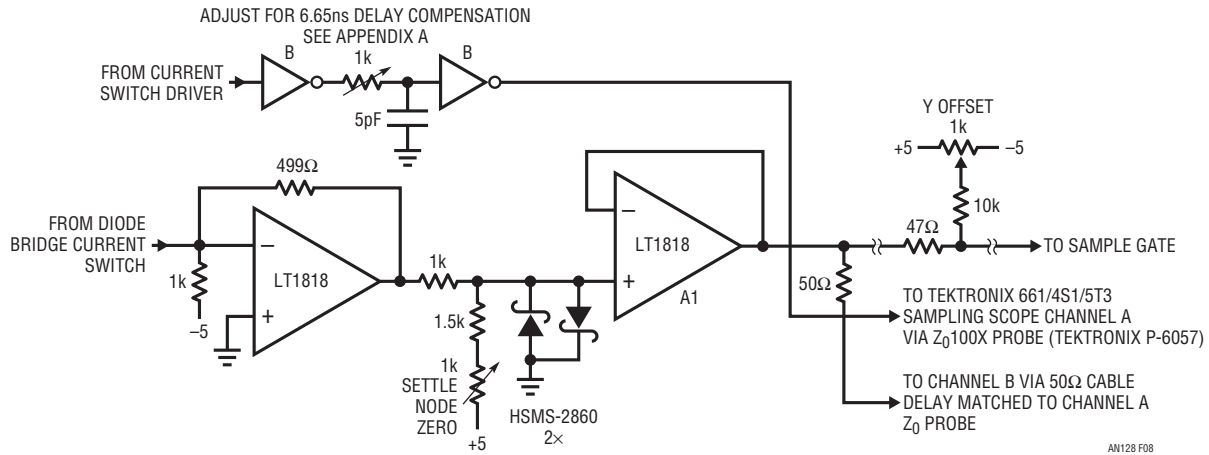 ADJUST FOR 6.65ns DELAY COMPENSATION
SEE APPENDIX A
B
1k
B
FROM CURRENT
SWITCH DRIVER
5pF
Y OFFSET
1k
+5
–5
10k
499Ω
FROM DIODE
BRIDGE CURRENT
SWITCH
–
LT1818
+
1k
–5
1k
1.5k
1k
SETTLE
NODE
ZERO
+5
HSMS-2860
2×
–
LT1818
+
A1
47Ω
TO SAMPLE GATE
50Ω
TO TEKTRONIX 661/4S1/5T3
SAMPLING SCOPE CHANNEL A
VIA Z0100X PROBE (TEKTRONIX P-6057)
TO CHANNEL B VIA 50Ω CABLE
DELAY MATCHED TO CHANNEL A
Z0 PROBE
AN128 F08